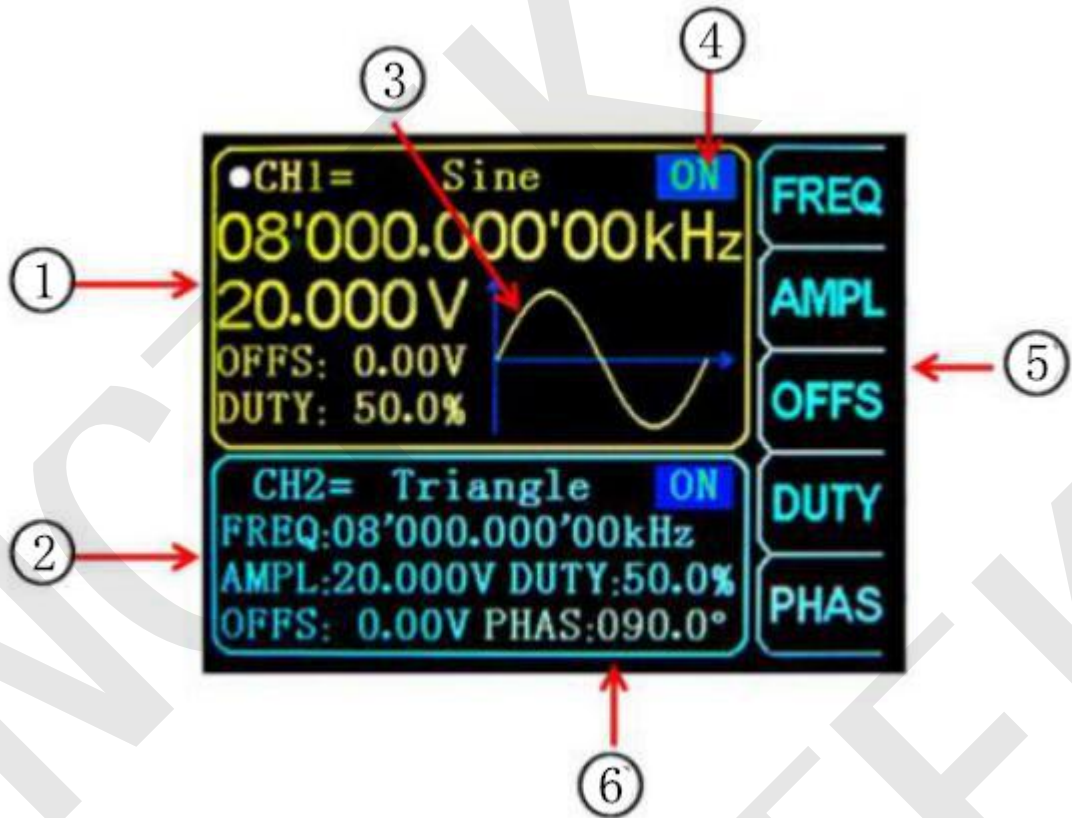 ④
③
●CH1= Sine ON
08'000.000'00kHz
20.000V
OFFS: 0.00V
DUTY: 50.0%
①
CH2= Triangle ON
FREQ:08'000.000'00kHz
AMPL:20.000V DUTY:50.0%
OFFS: 0.00V PHAS:090.0°
②
FREQ
AMPL
OFFS
DUTY
PHAS
⑤
⑥